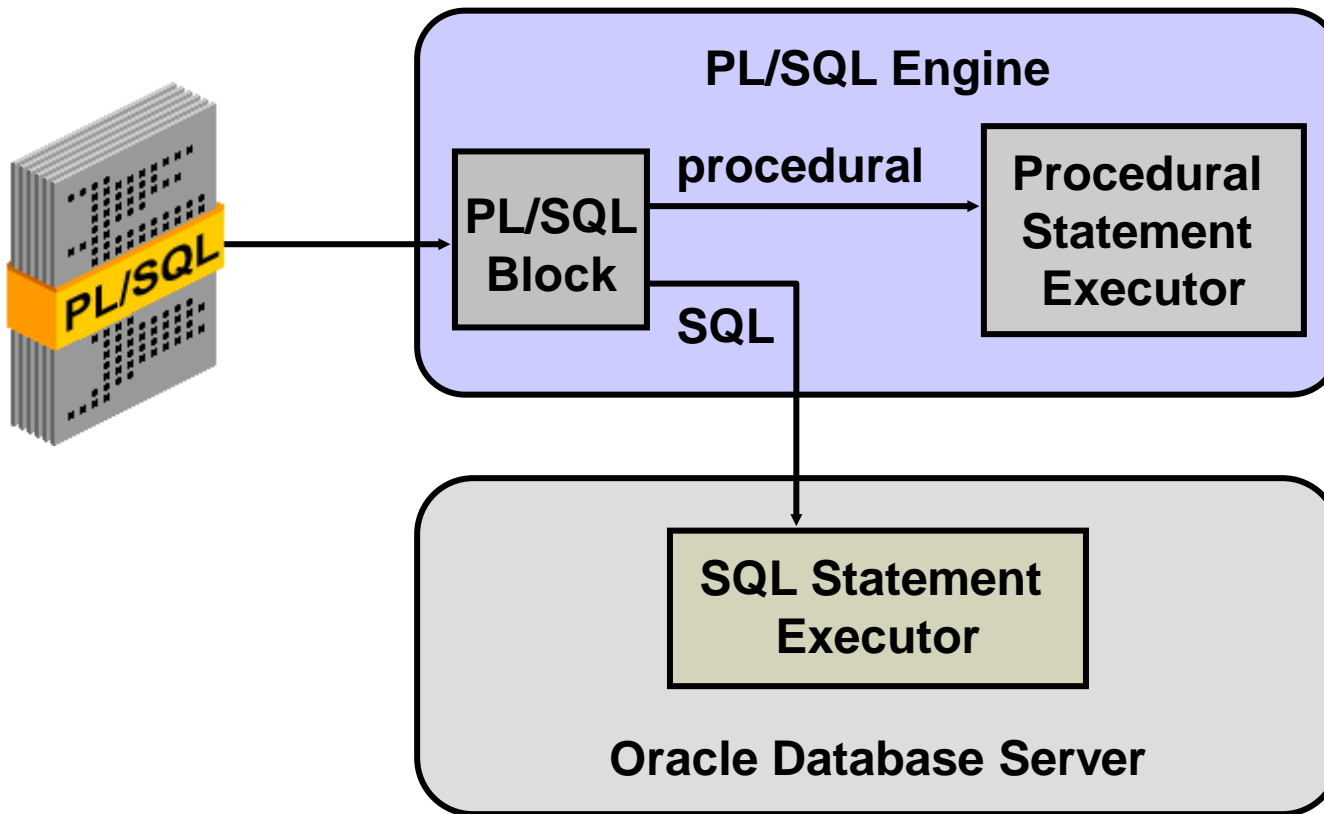 PL/SQL Engine
PL/SQL
PL/SQL
Block
procedural
SQL
Procedural
Statement
Executor
SQL Statement
Executor
Oracle Database Server